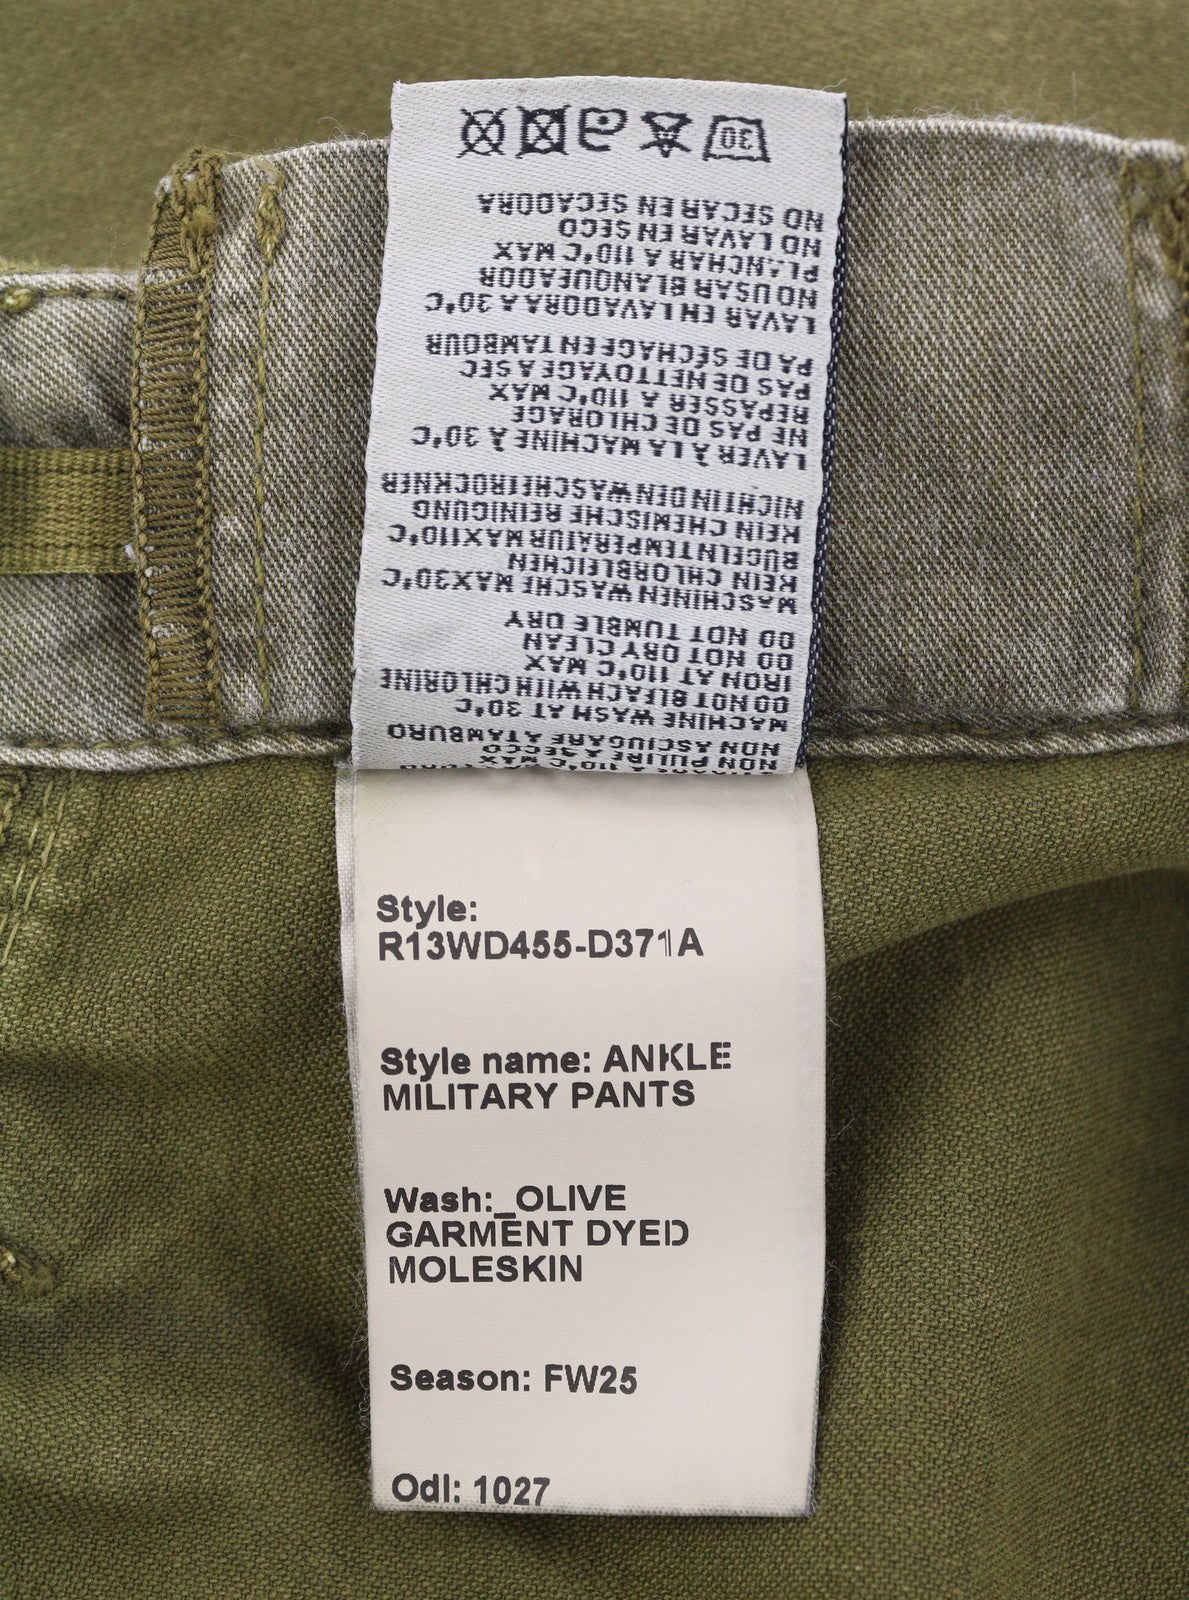 NON PULIRE A SECCO
NON ASCIUGARE A TAMBURO
MACHINE WASH AT 30°C
DO NOT BLEACH WITH CHLORINE
IRON AT 110°C MAX
DO NOT DRY CLEAN
DO NOT TUMBLE DRY
MASCHINENWÄSCHE MAX30°C
KEIN CHLORBLEICHEN
BÜGELNTEMPERATUR MAX110°C
KEIN CHEMISCHE REINIGUNG
NICHT IN DEN WÄSCHETROCKNER
LAVER À LA MACHINE À 30°C
NE PAS DE CHLORAGE
REPASSER A 110°C MAX
PAS DE NETTOYAGE A SEC
PA DE SÉCHAGE EN TAMBOUR
LAVAR EN LAVADORA A 30°C
NO USAR BLANQUEADOR
PLANCHAR A 110°C MAX
NO LAVAR EN SECO
NO SECAR EN SECADORA
30
Style:
R13WD455-D371A
Style name: ANKLE
MILITARY PANTS
Wash:_OLIVE
GARMENT DYED
MOLESKIN
Season: FW25
Odl: 1027